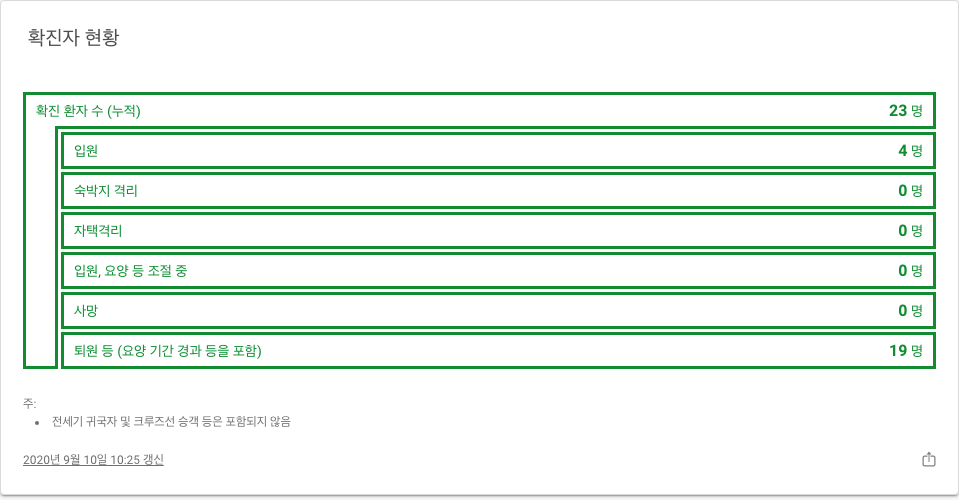 확진자 현황
확진 환자 수 (누적) 23 명
입원 4 명
숙박지 격리 0 명
자택격리 0 명
입원, 요양 등 조절 중 0 명
사망 0 명
퇴원 등 (요양 기간 경과 등을 포함) 19 명
주:
• 전세기 귀국자 및 크루즈선 승객 등은 포함되지 않음
2020년 9월 10일 10:25 갱신